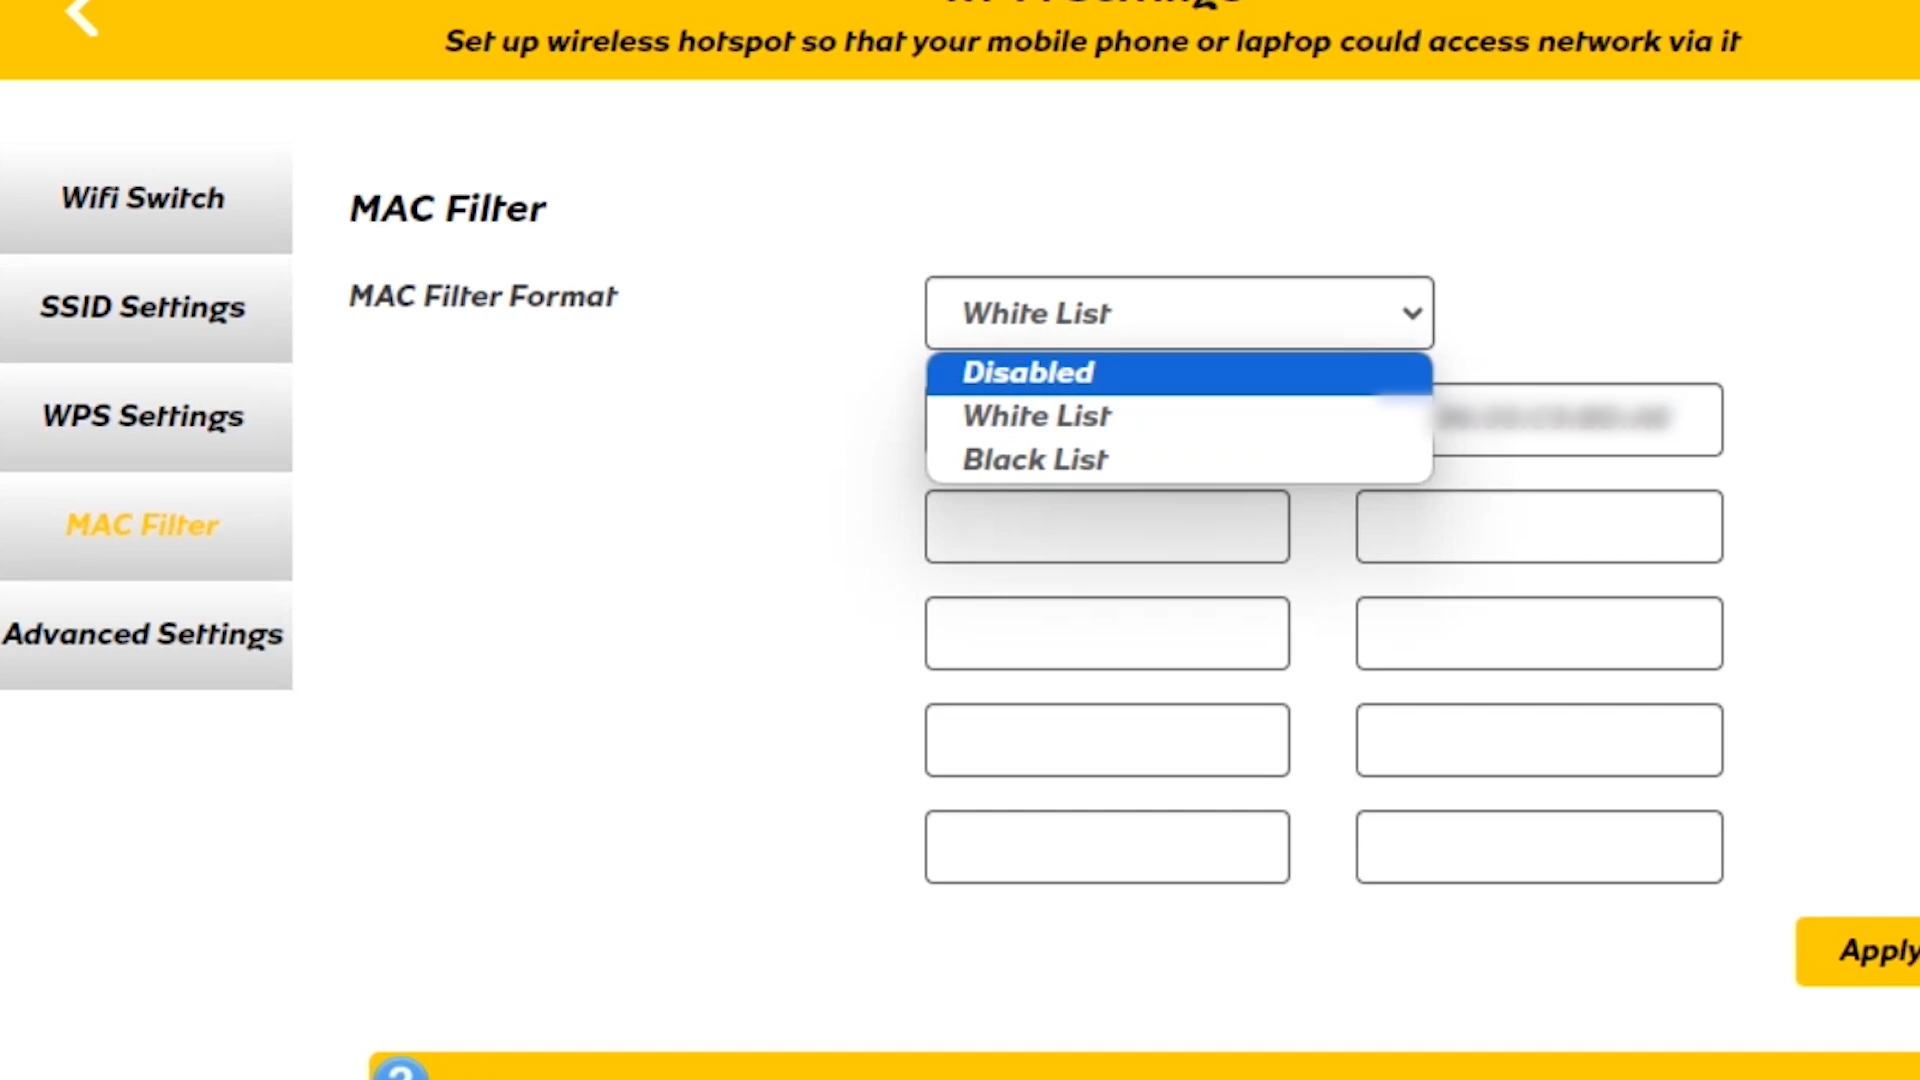 Set up wireless hotspot so that your mobile phone or laptop could access network via it
Wifi Switch
SSID Settings
WPS Settings
MAC Filter
Advanced Settings
MAC Filter
MAC Filter Format
White List
Disabled
White List
Black List
Apply
?